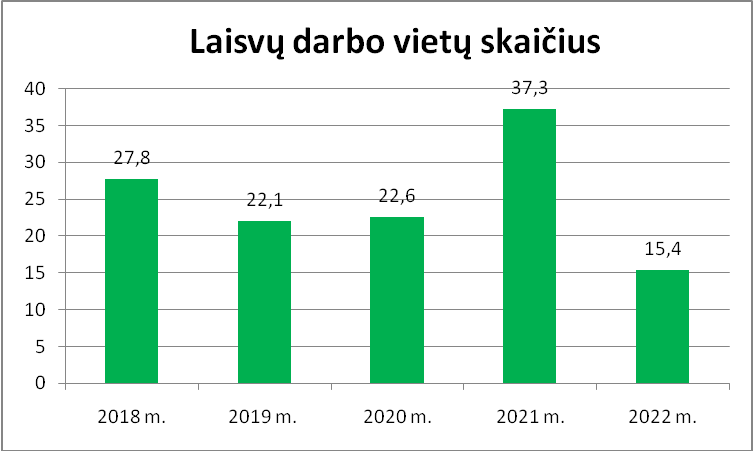 Laisvų darbo vietų skaičius
40
35
30
25
20
15
10
5
0
27,8
22,1
22,6
37,3
15,4
2018 m.
2019 m.
2020 m.
2021 m.
2022 m.